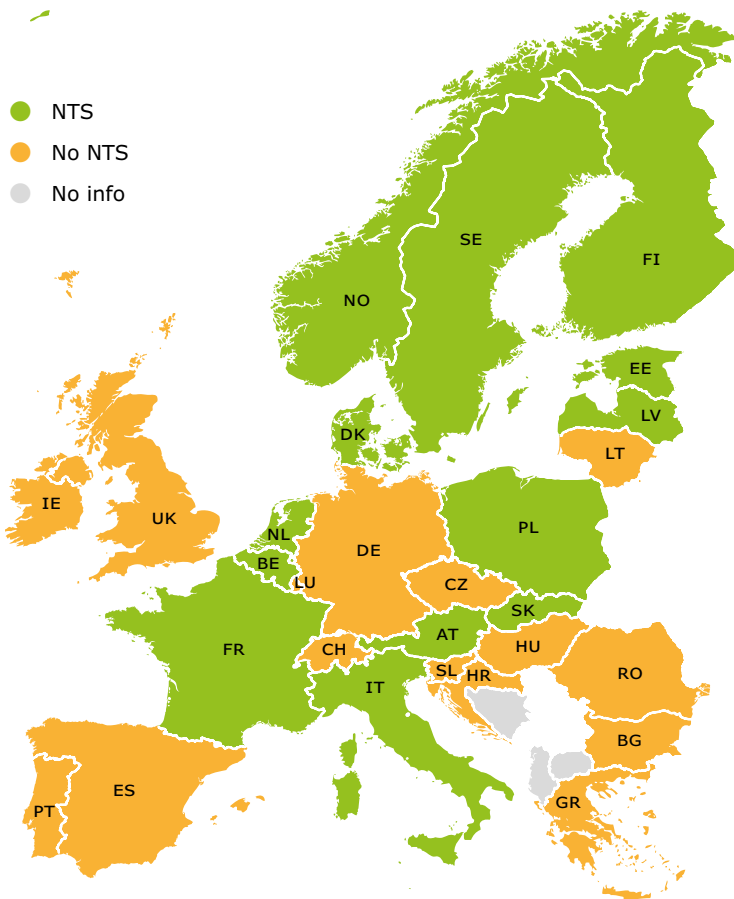 NTS
No NTS
No info
SE
FI
NO
EE
LV
DK
LT
IE
UK
NL
PL
DE
BE
LU
CZ
SK
AT
FR
CH
HU
SL
HR
RO
IT
BG
ES
GR
PT